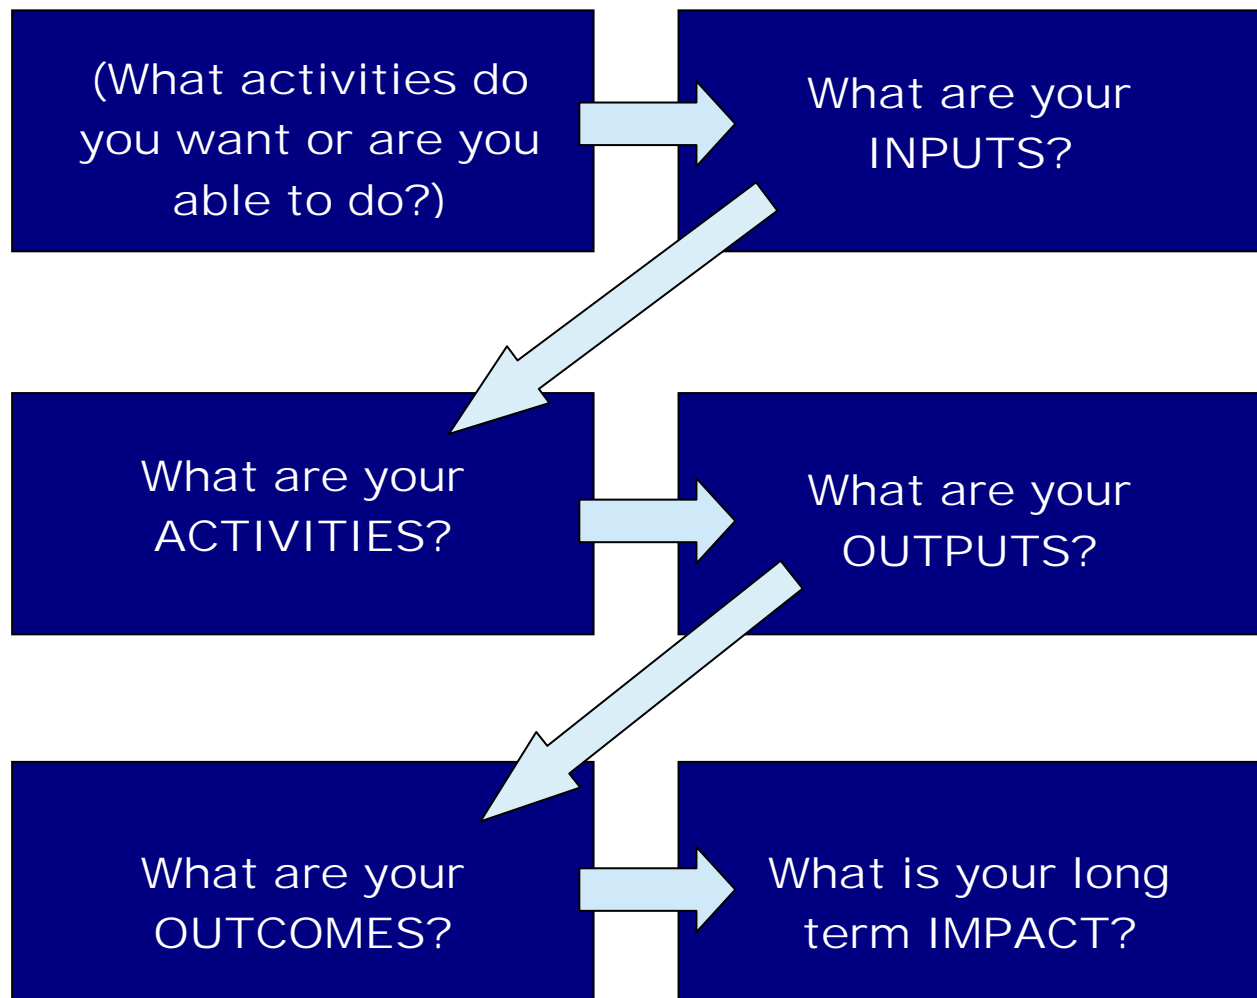 (What activities do
you want or are you
able to do?)
What are your
INPUTS?
What are your
ACTIVITIES?
What are your
OUTPUTS?
What are your
OUTCOMES?
What is your long
term IMPACT?